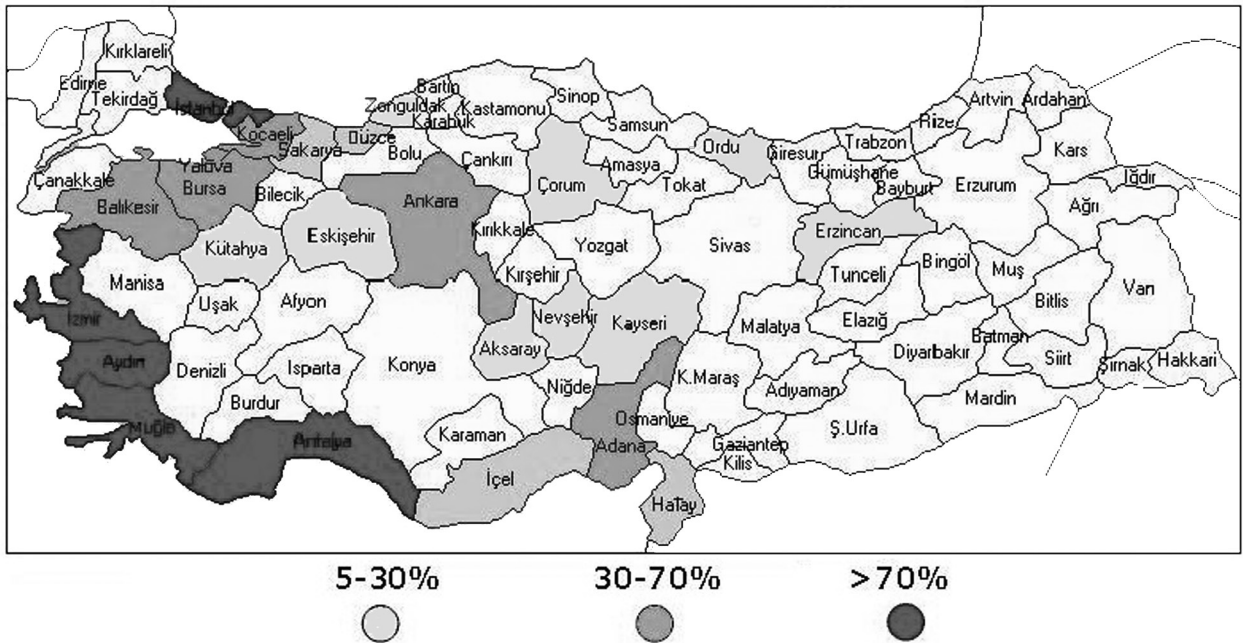 Kırklareli
Edirne
Tekirdağ
İstanbul
Kocaeli
Sakarya
Düzce
Zonguldak
Bartın
Karabük
Kastamonu
Sinop
Samsun
Ordu
Giresun
Trabzon
Rize
Artvin
Ardahan
Kars
Iğdır
Çanakkale
Balıkesir
Yalova
Bursa
Bilecik
Bolu
Ankara
Çankırı
Çorum
Amasya
Tokat
Gümüşhane
Bayburt
Erzurum
Ağrı
Kütahya
Eskişehir
Kırıkkale
Yozgat
Sivas
Erzincan
Tunceli
Bingöl
Muş
Bitlis
Van
Manisa
Uşak
Afyon
Kırşehir
Nevşehir
Kayseri
Malatya
Elazığ
Diyarbakır
Batman
Siirt
Şırnak
Hakkari
İzmir
Aydın
Denizli
Isparta
Konya
Aksaray
Niğde
K.Maraş
Adıyaman
Mardin
Burdur
Muğla
Antalya
Karaman
İçel
Adana
Osmaniye
Gaziantep
Kilis
Ş.Urfa
Hatay
5-30% 30-70% >70%